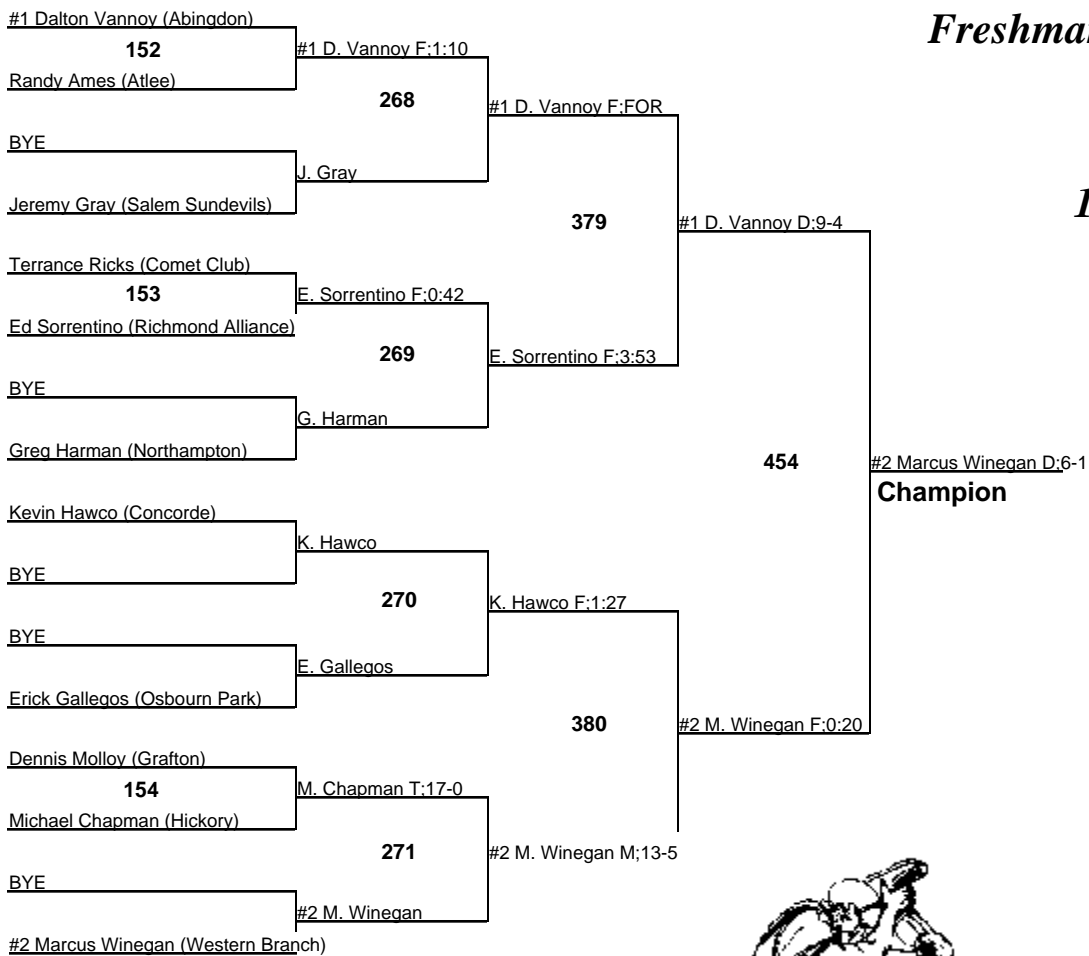 #1 Dalton Vannoy (Abingdon)
152
Randy Ames (Atlee)
BYE
Jeremy Gray (Salem Sundevils)
Terrance Ricks (Comet Club)
153
Ed Sorrentino (Richmond Alliance)
BYE
Greg Harman (Northampton)
Kevin Hawco (Concorde)
BYE
BYE
Erick Gallegos (Osbourn Park)
Dennis Molloy (Grafton)
154
Michael Chapman (Hickory)
BYE
#2 Marcus Winegan (Western Branch)
#1 D. Vannoy F;1:10
268
J. Gray
E. Sorrentino F;0:42
269
G. Harman
K. Hawco
270
E. Gallegos
M. Chapman T;17-0
271
#2 M. Winegan
#1 D. Vannoy F;FOR
379
E. Sorrentino F;3:53
K. Hawco F;1:27
380
#2 M. Winegan M;13-5
#1 D. Vannoy D;9-4
454
#2 M. Winegan F;0:20
#2 Marcus Winegan D;6-1
Champion